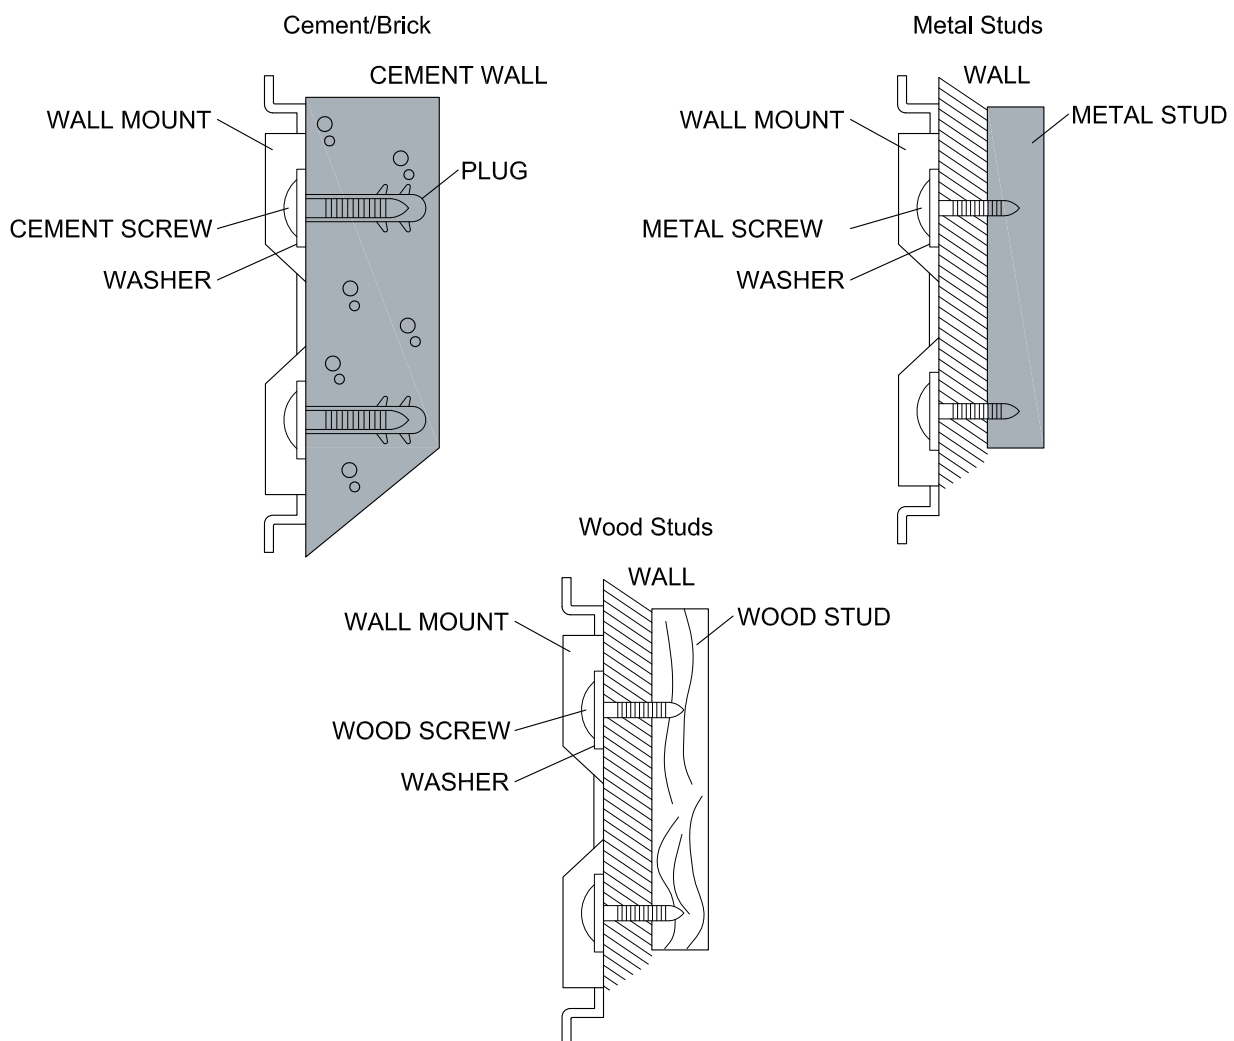 Cement/Brick
CEMENT WALL
WALL MOUNT
PLUG
CEMENT SCREW
WASHER
Metal Studs
WALL
WALL MOUNT
METAL STUD
METAL SCREW
WASHER
Wood Studs
WALL
WALL MOUNT
WOOD STUD
WOOD SCREW
WASHER